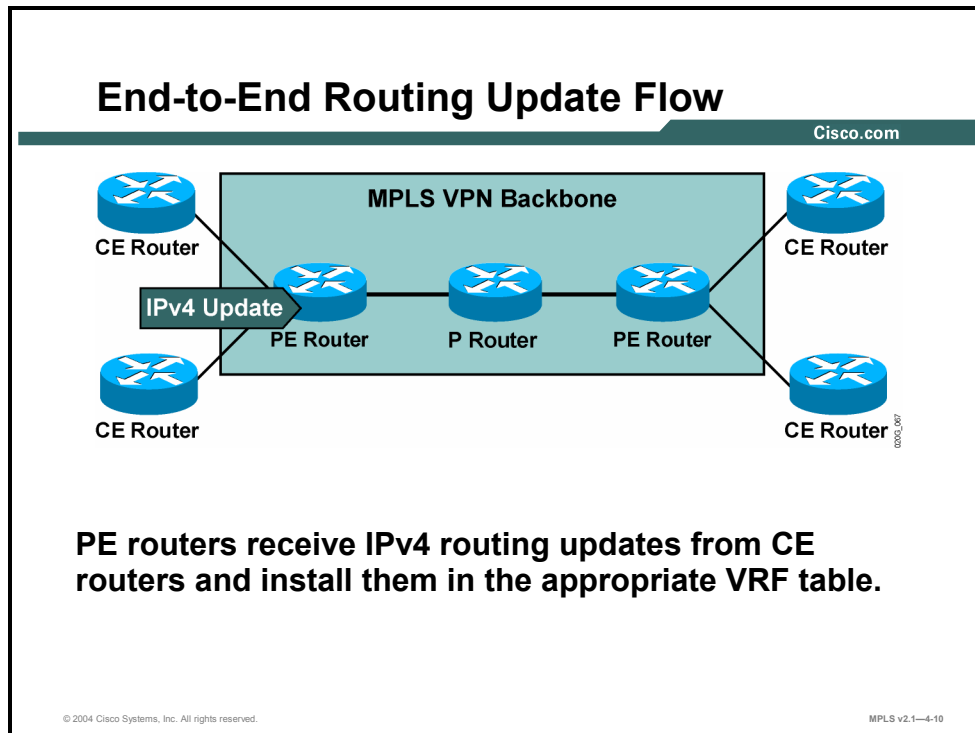 End-to-End Routing Update Flow
Cisco.com
MPLS VPN Backbone
CE Router
CE Router
IPv4 Update
PE Router
P Router
PE Router
CE Router
CE Router
020G_067
PE routers receive IPv4 routing updates from CE
routers and install them in the appropriate VRF table.
© 2004 Cisco Systems, Inc. All rights reserved.
MPLS v2.1—4-10